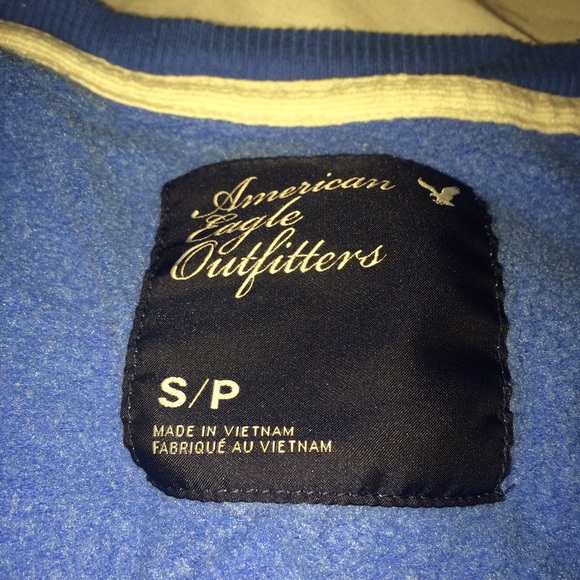 American
Eagle
Outfitters
S/P
MADE IN VIETNAM
FABRIQUÉ AU VIETNAM